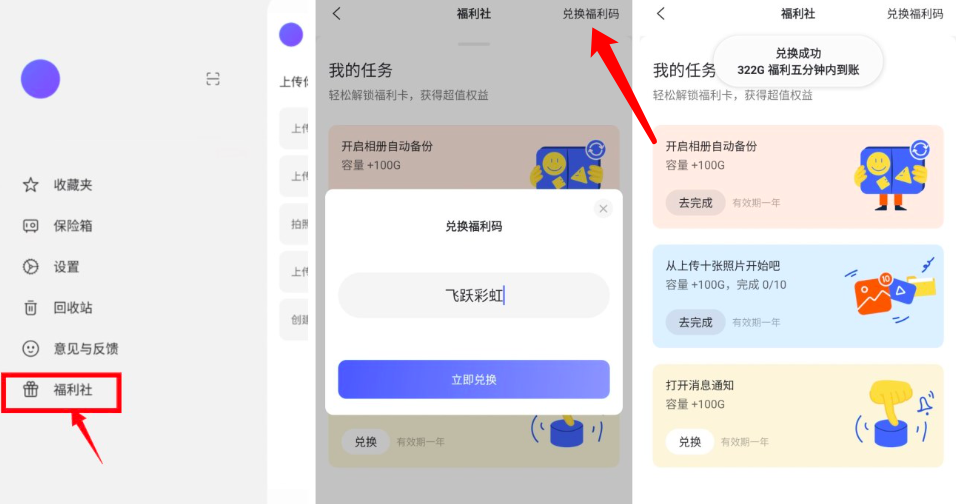 收藏夹
保险箱
设置
回收站
意见与反馈
福利社
上传
上传
上传
拍照
上传
创建
福利社
兑换福利码
我的任务
轻松解锁福利卡，获得超值权益
开启相册自动备份
容量 +100G
兑换福利码
飞跃彩虹
立即兑换
兑换
有效期一年
福利社
兑换福利码
兑换成功
322G 福利五分钟内到账
我的任务
轻松解锁福利卡，获得超值权益
开启相册自动备份
容量 +100G
去完成
有效期一年
从上传十张照片开始吧
容量 +100G，完成 0/10
10
去完成
有效期一年
打开消息通知
容量 +100G
兑换
有效期一年